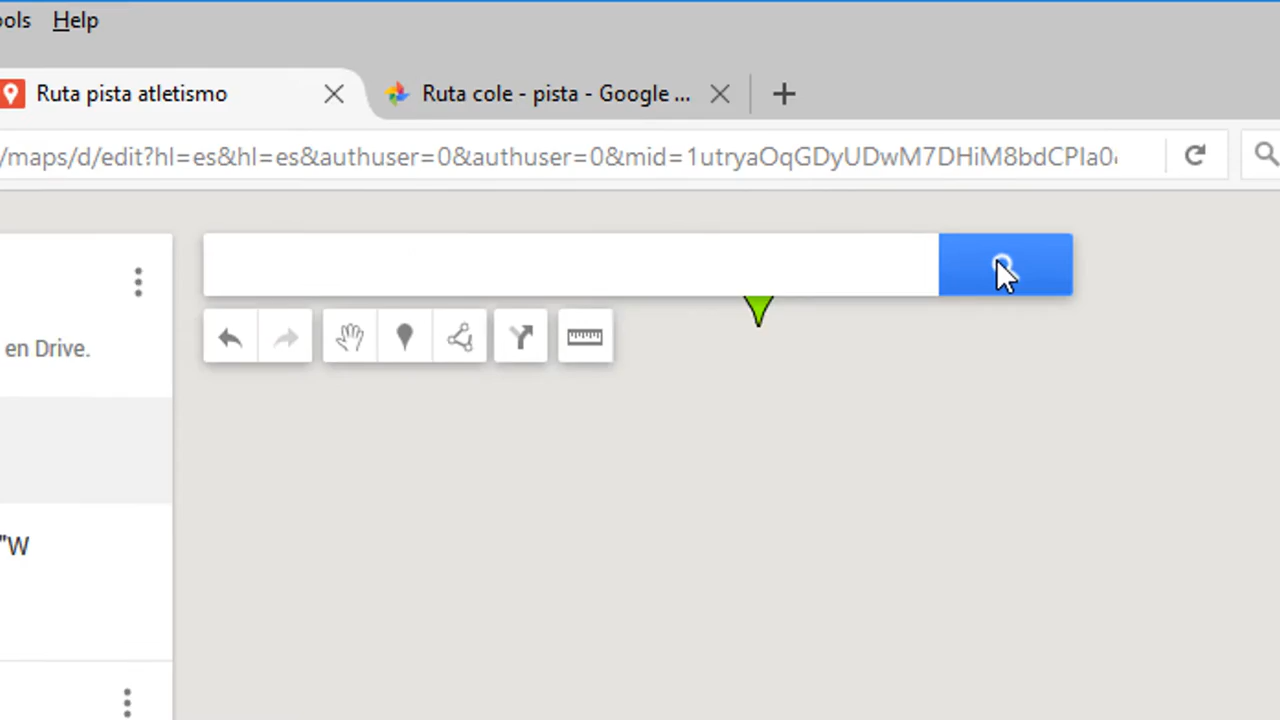 ools Help
Ruta pista atletismo
Ruta cole - pista - Google ...
/maps/d/edit?hl=es&hl=es&authuser=0&authuser=0&mid=1utryaOqGDyUDwM7DHiM8bdCPIa0
en Drive.
"W